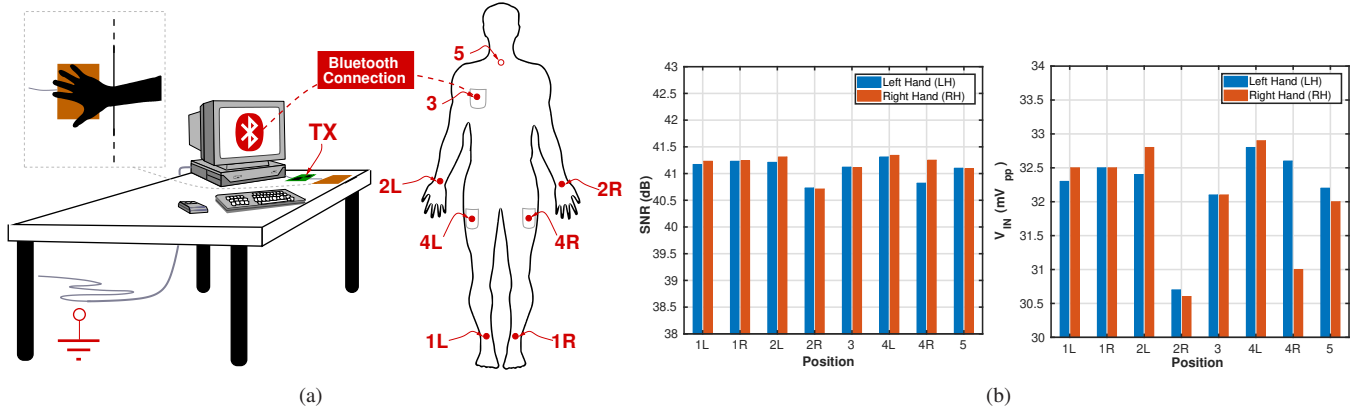 Bluetooth
Connection
TX
5
3
2L
2R
4L
4R
1L
1R
(a)
SNR (dB)
43
42.5
42
41.5
41
40.5
40
39.5
39
38.5
38
Left Hand (LH)
Right Hand (RH)
1L 1R 2L 2R 3 4L 4R 5
Position
V IN (mV pp)
34
33.5
33
32.5
32
31.5
31
30.5
30
Left Hand (LH)
Right Hand (RH)
1L 1R 2L 2R 3 4L 4R 5
Position
(b)